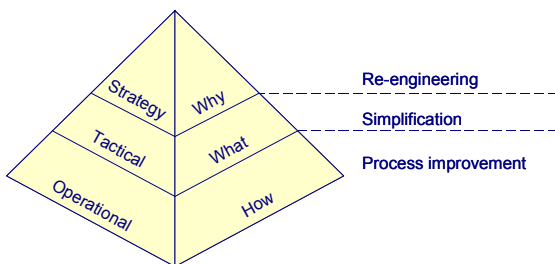 Strategy
Why
Re-engineering
Tactical
What
Simplification
Operational
How
Process improvement